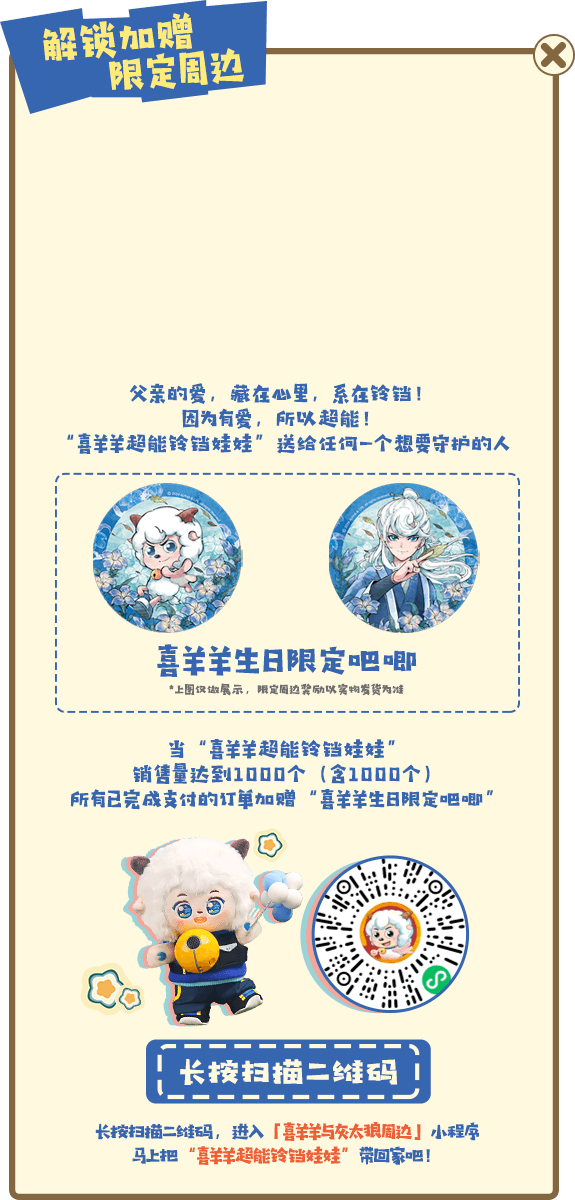 解锁加赠
限定周边
父亲的爱，藏在心里，系在铃铛！
因为有爱，所以超能！
“喜羊羊超能铃铛娃娃” 送给任何一个想要守护的人
喜羊羊生日限定吧唧
*上图仅做展示，限定周边奖励以实物发货为准
当“喜羊羊超能铃铛娃娃”
销售量达到1000个（含1000个）
所有已完成支付的订单加赠“喜羊羊生日限定吧唧”
长按扫描二维码
长按扫描二维码，进入「喜羊羊与灰太狼周边」小程序
马上把“喜羊羊超能铃铛娃娃”带回家吧！